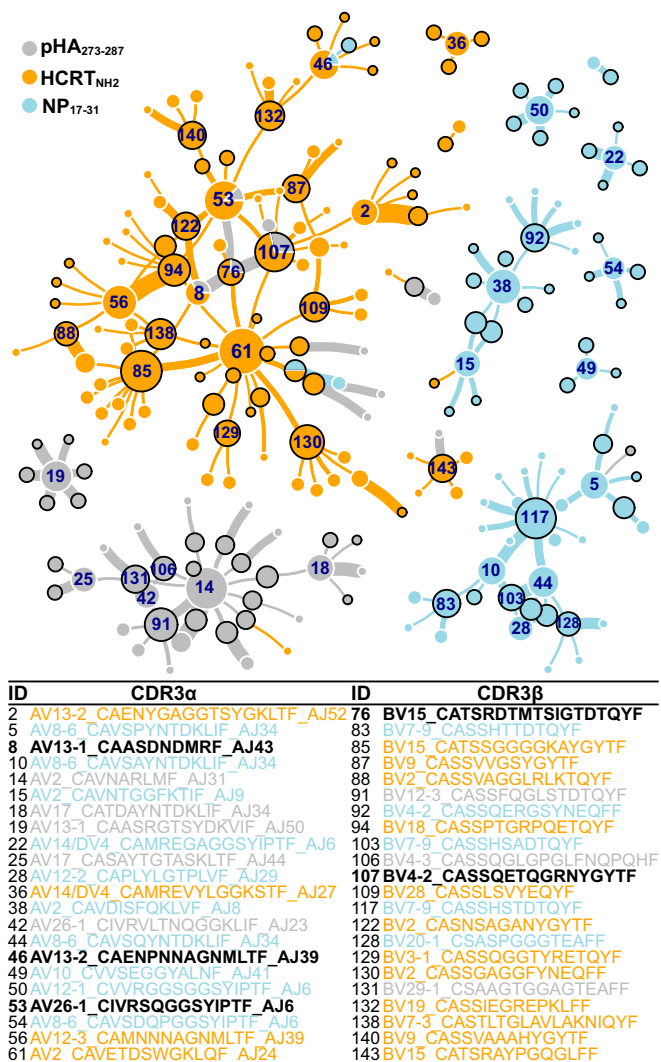 pHA273-287
HCRTNH2
NP17-31
46
36
50
22
132
140
53
87
2
122
107
92
94
76
54
8
38
56
109
88
138
61
15
49
85
129
130
143
19
5
117
25
131
106
14
18
10
44
42
83
103
91
28
128
ID CDR3α ID CDR3β
2 AV13-2_CAENYGAGGTSYGKLTF_AJ52 76 BV15_CATSRDTMTSIGTDTQYF
5 AV8-6_CAVSPYNTDKLIF_AJ34 83 BV7-9_CASSHTTDTQYF
8 AV13-1_CAASDNDMRF_AJ43 85 BV15_CATSSGGGGKAYGYTF
10 AV8-6_CAVSAYNTDKLIF_AJ34 87 BV9_CASSVVGSYGYTF
14 AV2_CAVNARLMF_AJ31 88 BV2_CASSVAGGLRLKTQYF
15 AV2_CAVNTGGFKTIF_AJ9 91 BV12-3_CASSFQGLSTDTQYF
18 AV17_CATDAYNTDKLIF_AJ34 92 BV4-2_CASSQERGSYNEQFF
19 AV13-1_CAASRGTSYDKVIF_AJ50 94 BV18_CASSPTGRPQETQYF
22 AV14/DV4_CAMREGAGGSYIPTF_AJ6 103 BV7-9_CASSHSADTQYF
25 AV17_CASAYTGTASKLTF_AJ44 106 BV4-3_CASSQGLGPGLFNQPQHF
28 AV12-2_CAPLYLGTPLVF_AJ29 107 BV4-2_CASSQETQGRNYGYTF
36 AV14/DV4_CAMREVYLGGKSTF_AJ27 109 BV28_CASSLSVYEQYF
38 AV2_CAVDISFQKLVF_AJ8 117 BV7-9_CASSHSTDTQYF
42 AV26-1_CIVRVLTNQGGKLIF_AJ23 122 BV2_CASNSAGANYGYTF
44 AV8-6_CAVSQYNTDKLIF_AJ34 128 BV20-1_CSASPGGGTEAFF
46 AV13-2_CAENPNNAGNMLTF_AJ39 129 BV3-1_CASSQGGTYRETQYF
49 AV10_CVVSEGGYALNF_AJ41 130 BV2_CASSGAGGFYNEQFF
50 AV12-1_CVVRGGSGGSYIPTF_AJ6 131 BV29-1_CSAAGTGGAGTEAFF
53 AV26-1_CIVRSQGGSYIPTF_AJ6 132 BV19_CASSIEGREPKLFF
54 AV8-6_CAVSDQPGGSYIPTF_AJ6 138 BV7-3_CASTLTGLAVLAKNIQYF
56 AV12-3_CAMNNNAGNMLTF_AJ39 140 BV9_CASSVAAAHYGYTF
61 AV2_CAVETDSWGKLQF_AJ24 143 BV15_CATSRAYPGQGLFF